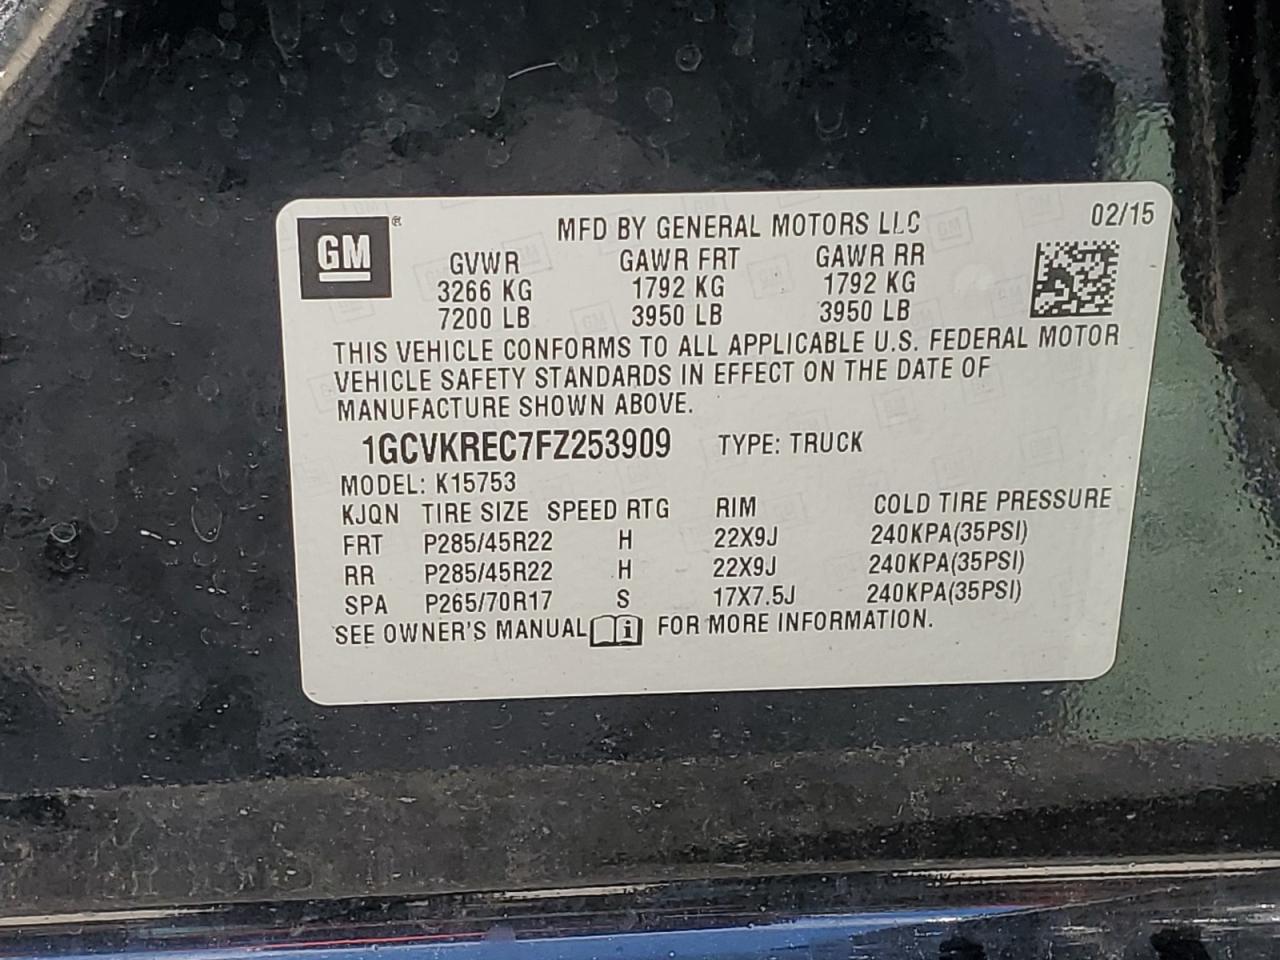 GM® MFD BY GENERAL MOTORS LLC 02/15
GVWR GAWR FRT GAWR RR
3266 KG 1792 KG 1792 KG
7200 LB 3950 LB 3950 LB
THIS VEHICLE CONFORMS TO ALL APPLICABLE U.S. FEDERAL MOTOR
VEHICLE SAFETY STANDARDS IN EFFECT ON THE DATE OF
MANUFACTURE SHOWN ABOVE.
1GCVKREC7FZ253909 TYPE: TRUCK
MODEL: K15753
KJQN TIRE SIZE SPEED RTG RIM COLD TIRE PRESSURE
FRT P285/45R22 H 22X9J 240KPA(35PSI)
RR P285/45R22 H 22X9J 240KPA(35PSI)
SPA P265/70R17 S 17X7.5J 240KPA(35PSI)
SEE OWNER'S MANUAL i FOR MORE INFORMATION.